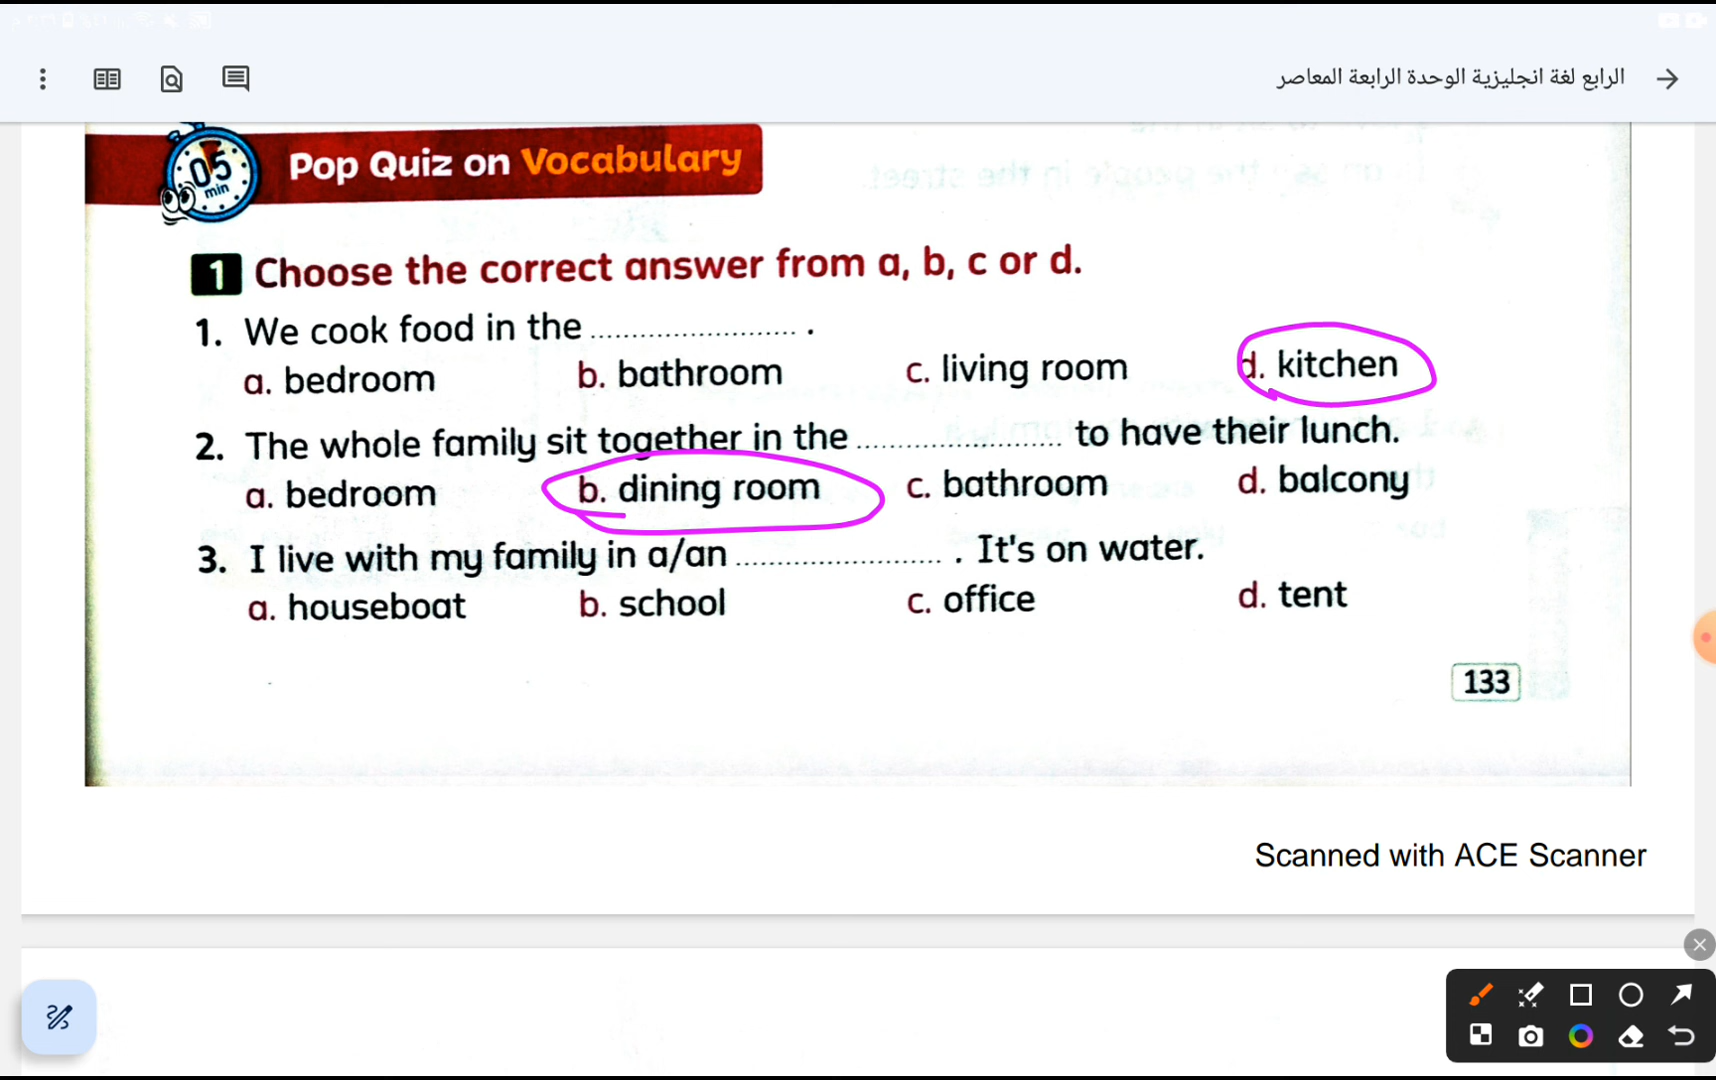 الرابع لغة انجليزية الوحدة الرابعة المعاصر
05 min
Pop Quiz on Vocabulary
1 Choose the correct answer from a, b, c or d.
1. We cook food in the ...................... .
a. bedroom b. bathroom c. living room d. kitchen
2. The whole family sit together in the ...................... to have their lunch.
a. bedroom b. dining room c. bathroom d. balcony
3. I live with my family in a/an ...................... . It's on water.
a. houseboat b. school c. office d. tent
133
Scanned with ACE Scanner